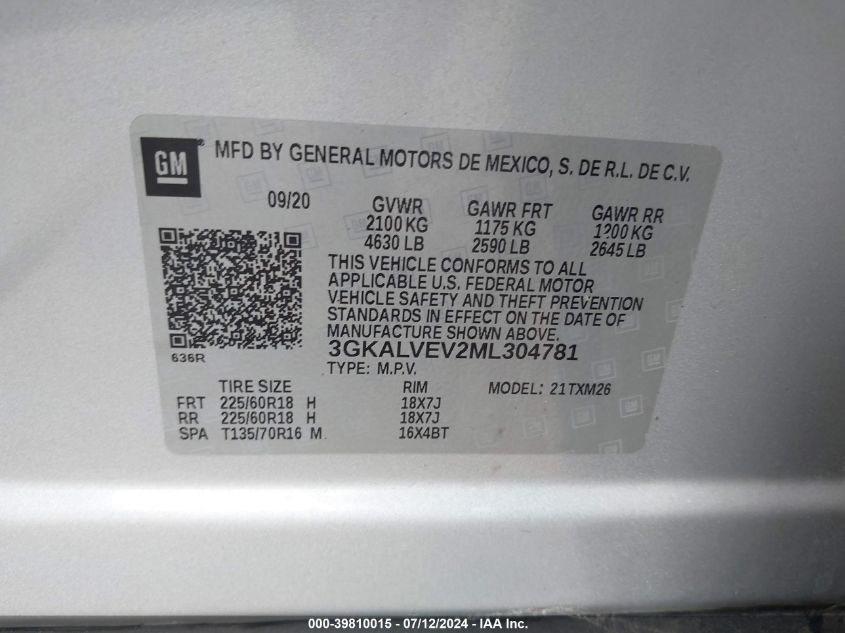 GM ® MFD BY GENERAL MOTORS DE MEXICO, S. DE R.L. DE C.V.
09/20 GVWR GAWR FRT GAWR RR
2100 KG 1175 KG 1200 KG
4630 LB 2590 LB 2645 LB
THIS VEHICLE CONFORMS TO ALL
APPLICABLE U.S. FEDERAL MOTOR
VEHICLE SAFETY AND THEFT PREVENTION
STANDARDS IN EFFECT ON THE DATE OF
MANUFACTURE SHOWN ABOVE.
636R 3GKALVEV2ML304781
TYPE: M.P.V.
TIRE SIZE RIM MODEL: 21TXM26
FRT 225/60R18 H 18X7J
RR 225/60R18 H 18X7J
SPA T135/70R16 M 16X4BT
000-39810015 - 07/12/2024 - IAA Inc.